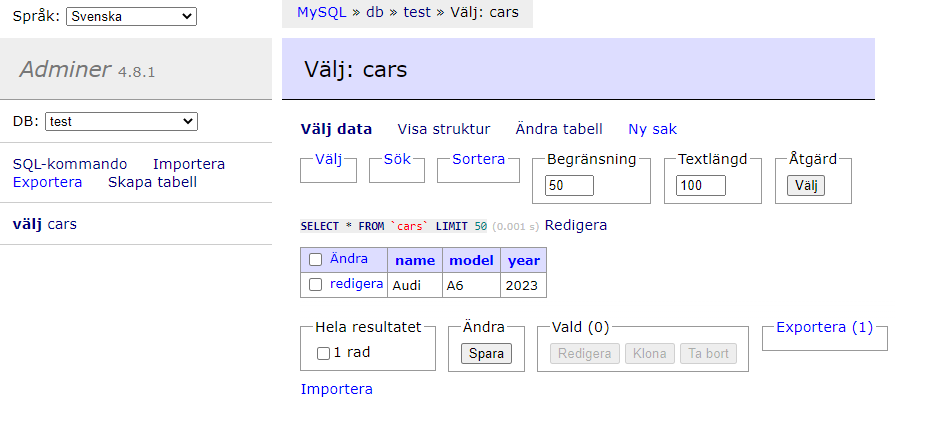 Språk: Svenska
MySQL » db » test » Välj: cars
Adminer 4.8.1
Välj: cars
DB: test
Välj data Visa struktur Ändra tabell Ny sak
SQL-kommando Importera
Exportera Skapa tabell
Välj Sök Sortera Begränsning Textlängd Åtgärd
50 100 Välj
välj cars
SELECT * FROM `cars` LIMIT 50 (0.001 s) Redigera
Ändra name model year
redigera Audi A6 2023
Hela resultatet Ändra Vald (0) Exportera (1)
1 rad Spara Redigera Klona Ta bort
Importera